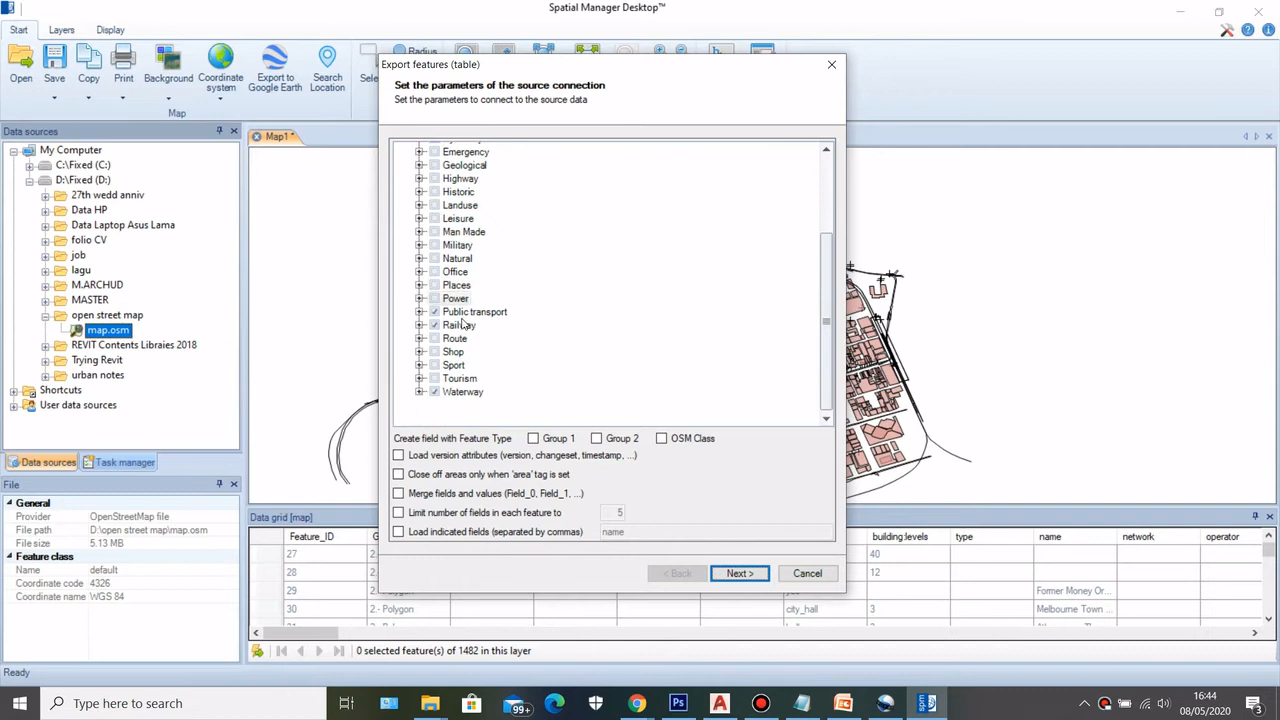 Spatial Manager Desktop™
Start Layers Display
Open Save Copy Print Background Coordinate system Export to Google Earth Search Location Radius
Map
Data sources
My Computer
C:\Fixed (C:)
D:\Fixed (D:)
27th wedd anniv
Data HP
Data Laptop Asus Lama
folio CV
job
lagu
M.ARCHUD
MASTER
open street map
map.osm
REVIT Contents Libraies 2018
Trying Revit
urban notes
Shortcuts
User data sources
Data sources Task manager
File
General
Provider OpenStreetMap file
File path D:\open street map\map.osm
File size 5.13 MB
Feature class
Name default
Coordinate code 4326
Coordinate name WGS 84
Ready
Map1*
Export features (table)
Set the parameters of the source connection
Set the parameters to connect to the source data
Emergency
Geological
Highway
Historic
Landuse
Leisure
Man Made
Military
Natural
Office
Places
Power
Public transport
Railway
Route
Shop
Sport
Tourism
Waterway
Create field with Feature Type Group 1 Group 2 OSM Class
Load version attributes (version, changeset, timestamp, ...)
Close off areas only when 'area' tag is set
Merge fields and values (Field_0, Field_1, ...)
Limit number of fields in each feature to 5
Load indicated fields (separated by commas) name
< Back Next > Cancel
Data grid [map]
Feature_ID building:levels type name network operator
27 40
28 12
29 Former Money Or...
30 2 - Polygon city_hall 3 Melbourne Town ...
0 selected feature(s) of 1482 in this layer
Type here to search
99+
16:44
08/05/2020
3